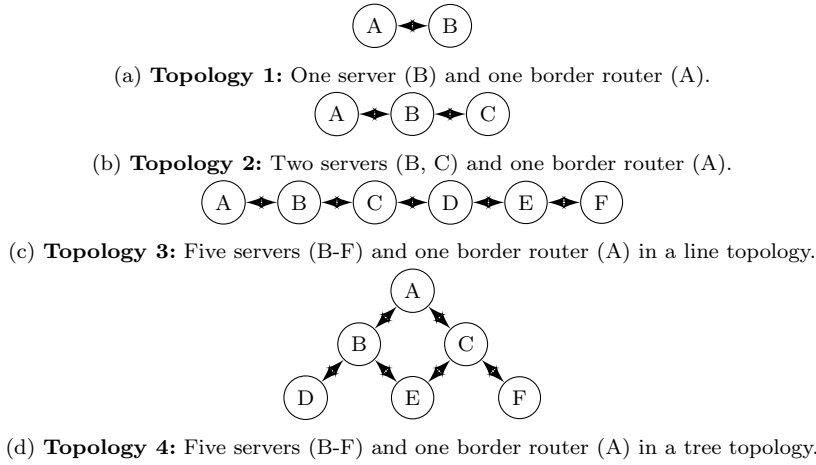 A B
(a) Topology 1: One server (B) and one border router (A).
A B C
(b) Topology 2: Two servers (B, C) and one border router (A).
A B C D E F
(c) Topology 3: Five servers (B-F) and one border router (A) in a line topology.
A
B C
D E F
(d) Topology 4: Five servers (B-F) and one border router (A) in a tree topology.